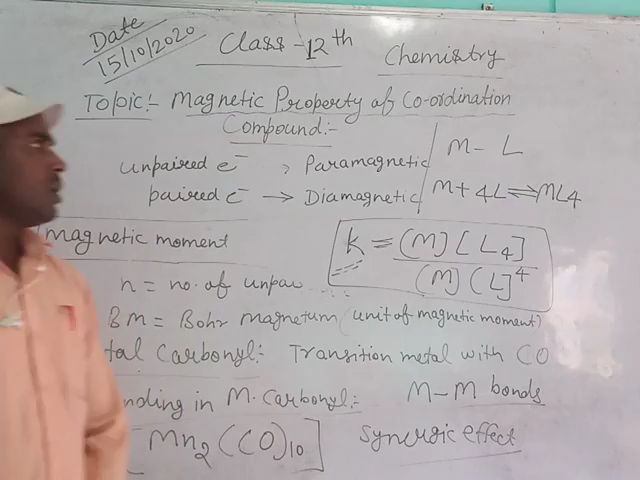 Date
15/10/2020
Class - 12th
Chemistry
Topic:- Magnetic Property of Co-ordination
Compound:-
unpaired e⁻ , Paramagnetic
paired e⁻ → Diamagnetic
M - L
M + 4L ⇌ ML4
magnetic moment
K = (M)[L4]
(M)(L]⁴
n = no. of unpa
BM = Bohr Magnetum (unit of magnetic moment)
tal Carbonyl:- Transition metal with CO
nding in M. Carbonyl:- M-M bonds
[Mn2(CO)10] Synergic effect